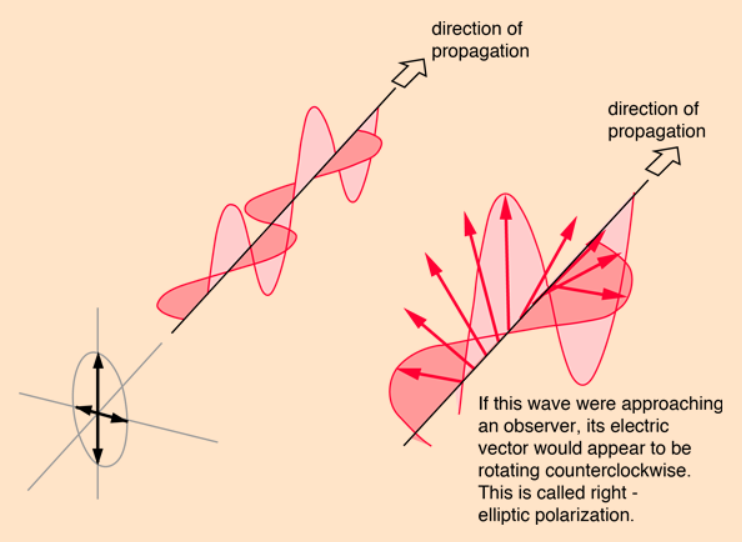 direction of
propagation
direction of
propagation
If this wave were approaching
an observer, its electric
vector would appear to be
rotating counterclockwise.
This is called right -
elliptic polarization.